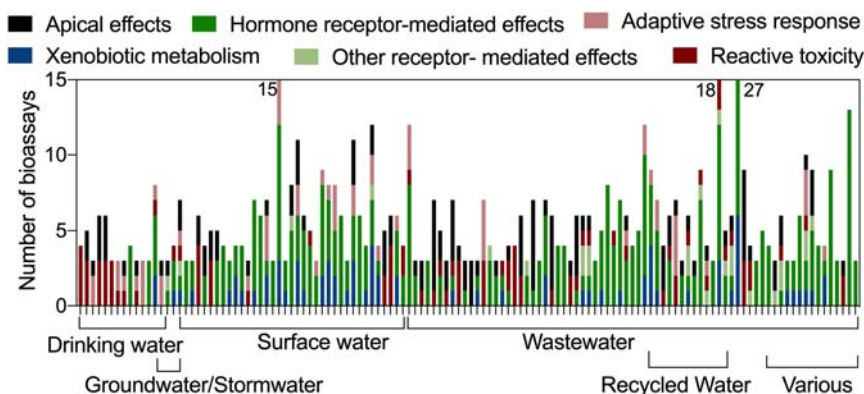 Apical effects Hormone receptor-mediated effects Adaptive stress response
Xenobiotic metabolism Other receptor- mediated effects Reactive toxicity
15
15 18 27
Number of bioassays
10
5
0
Drinking water Surface water Wastewater
Groundwater/Stormwater Recycled Water Various